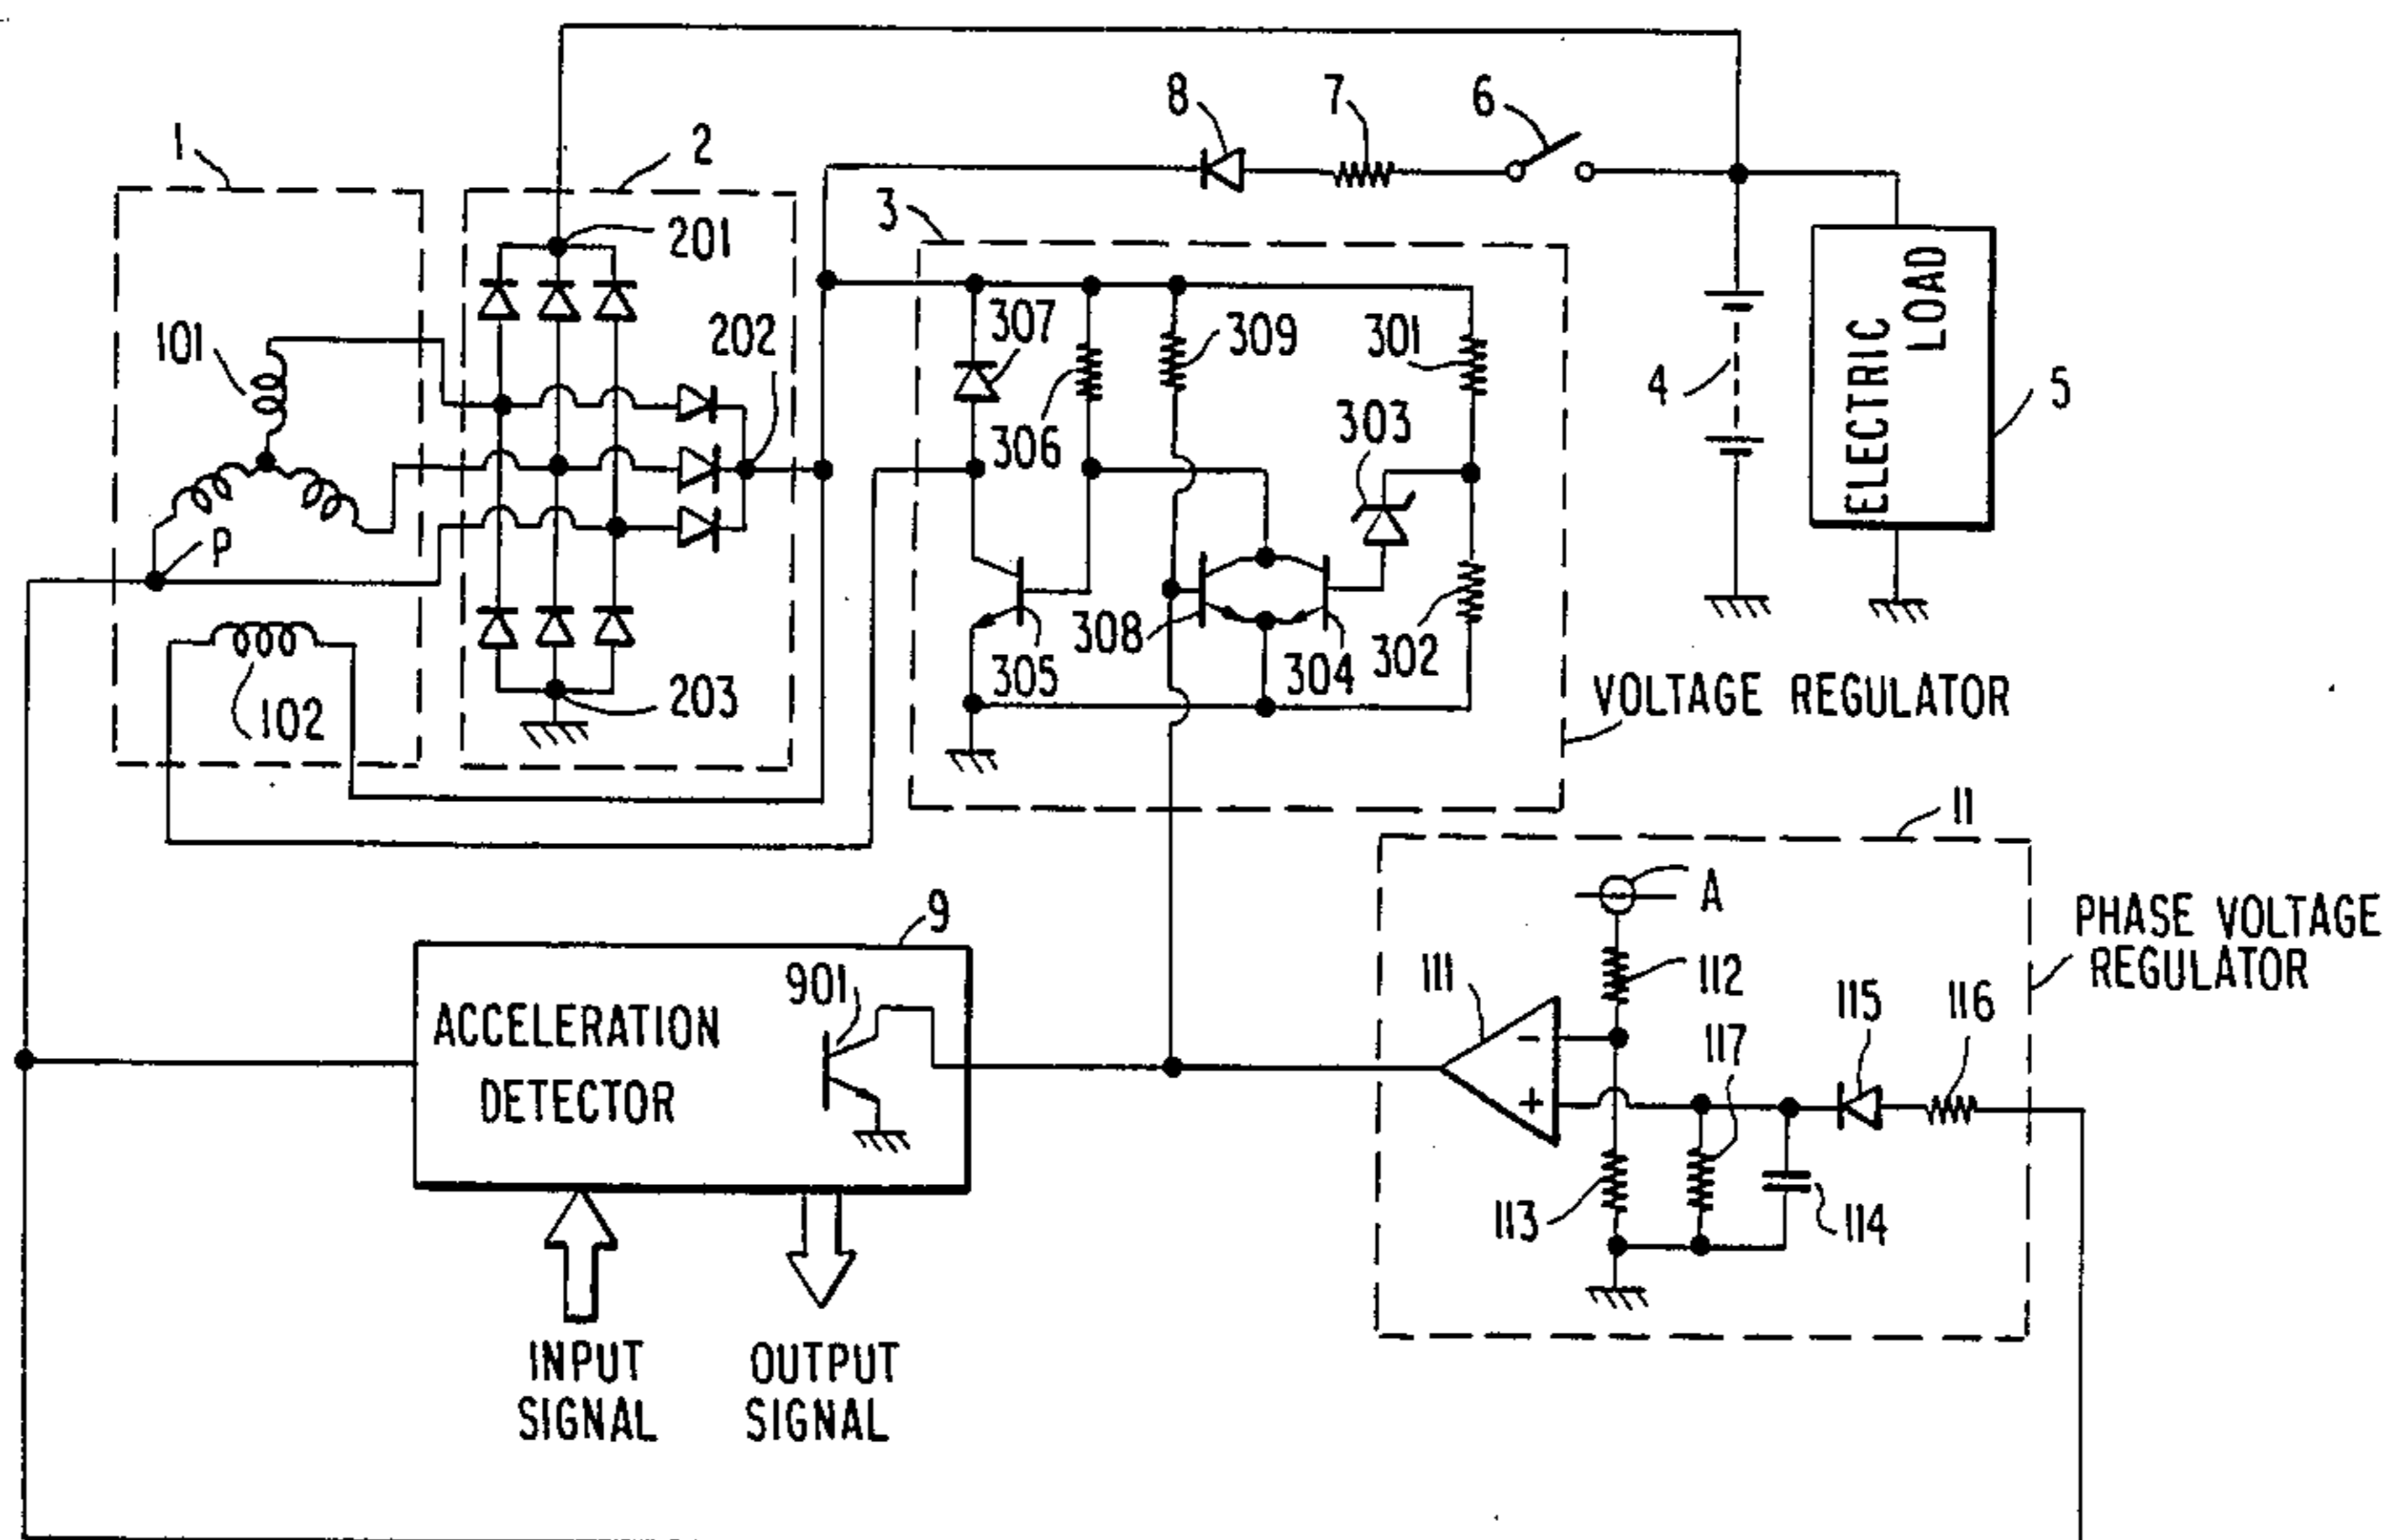 8
7
6
1
2
3
201
202
101
307
309
301
306
303
4
ELECTRIC
LOAD
5
P
308
305
304
302
102
203
VOLTAGE REGULATOR
11
9
A
PHASE VOLTAGE
REGULATOR
901
111
112
115
116
ACCELERATION
DETECTOR
117
-
+
113
114
INPUT
SIGNAL
OUTPUT
SIGNAL